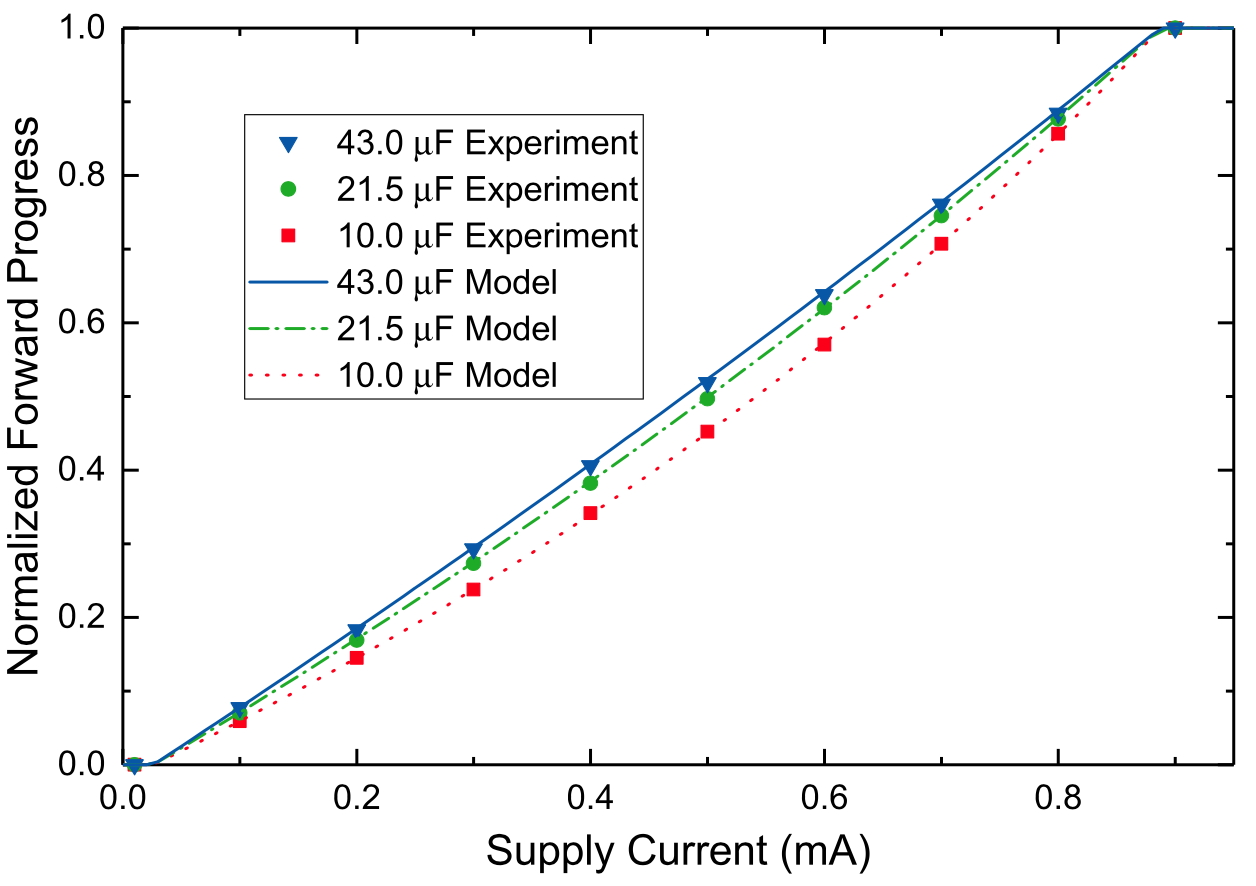 1.0
0.8
0.6
0.4
0.2
0.0
Normalized Forward Progress
43.0 μF Experiment
21.5 μF Experiment
10.0 μF Experiment
43.0 μF Model
21.5 μF Model
10.0 μF Model
0.0 0.2 0.4 0.6 0.8
Supply Current (mA)